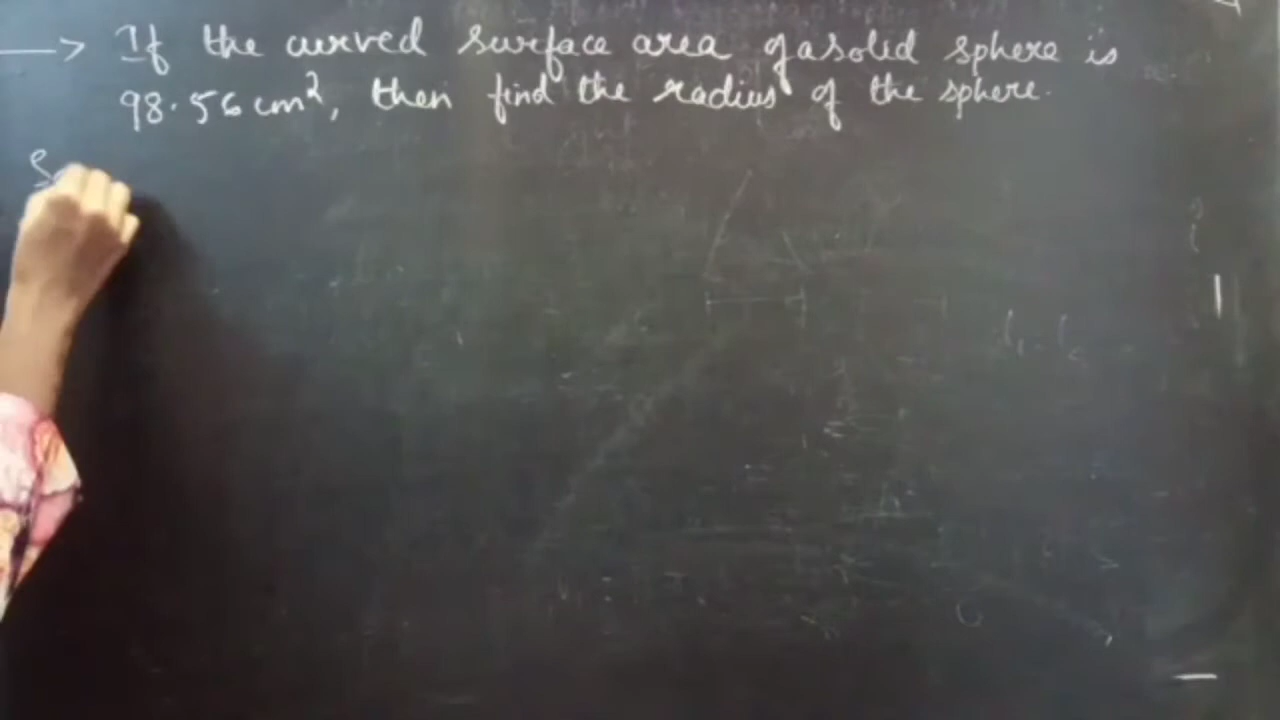 → If the curved surface area of a solid sphere is
98.56 cm², then find the radius of the sphere.